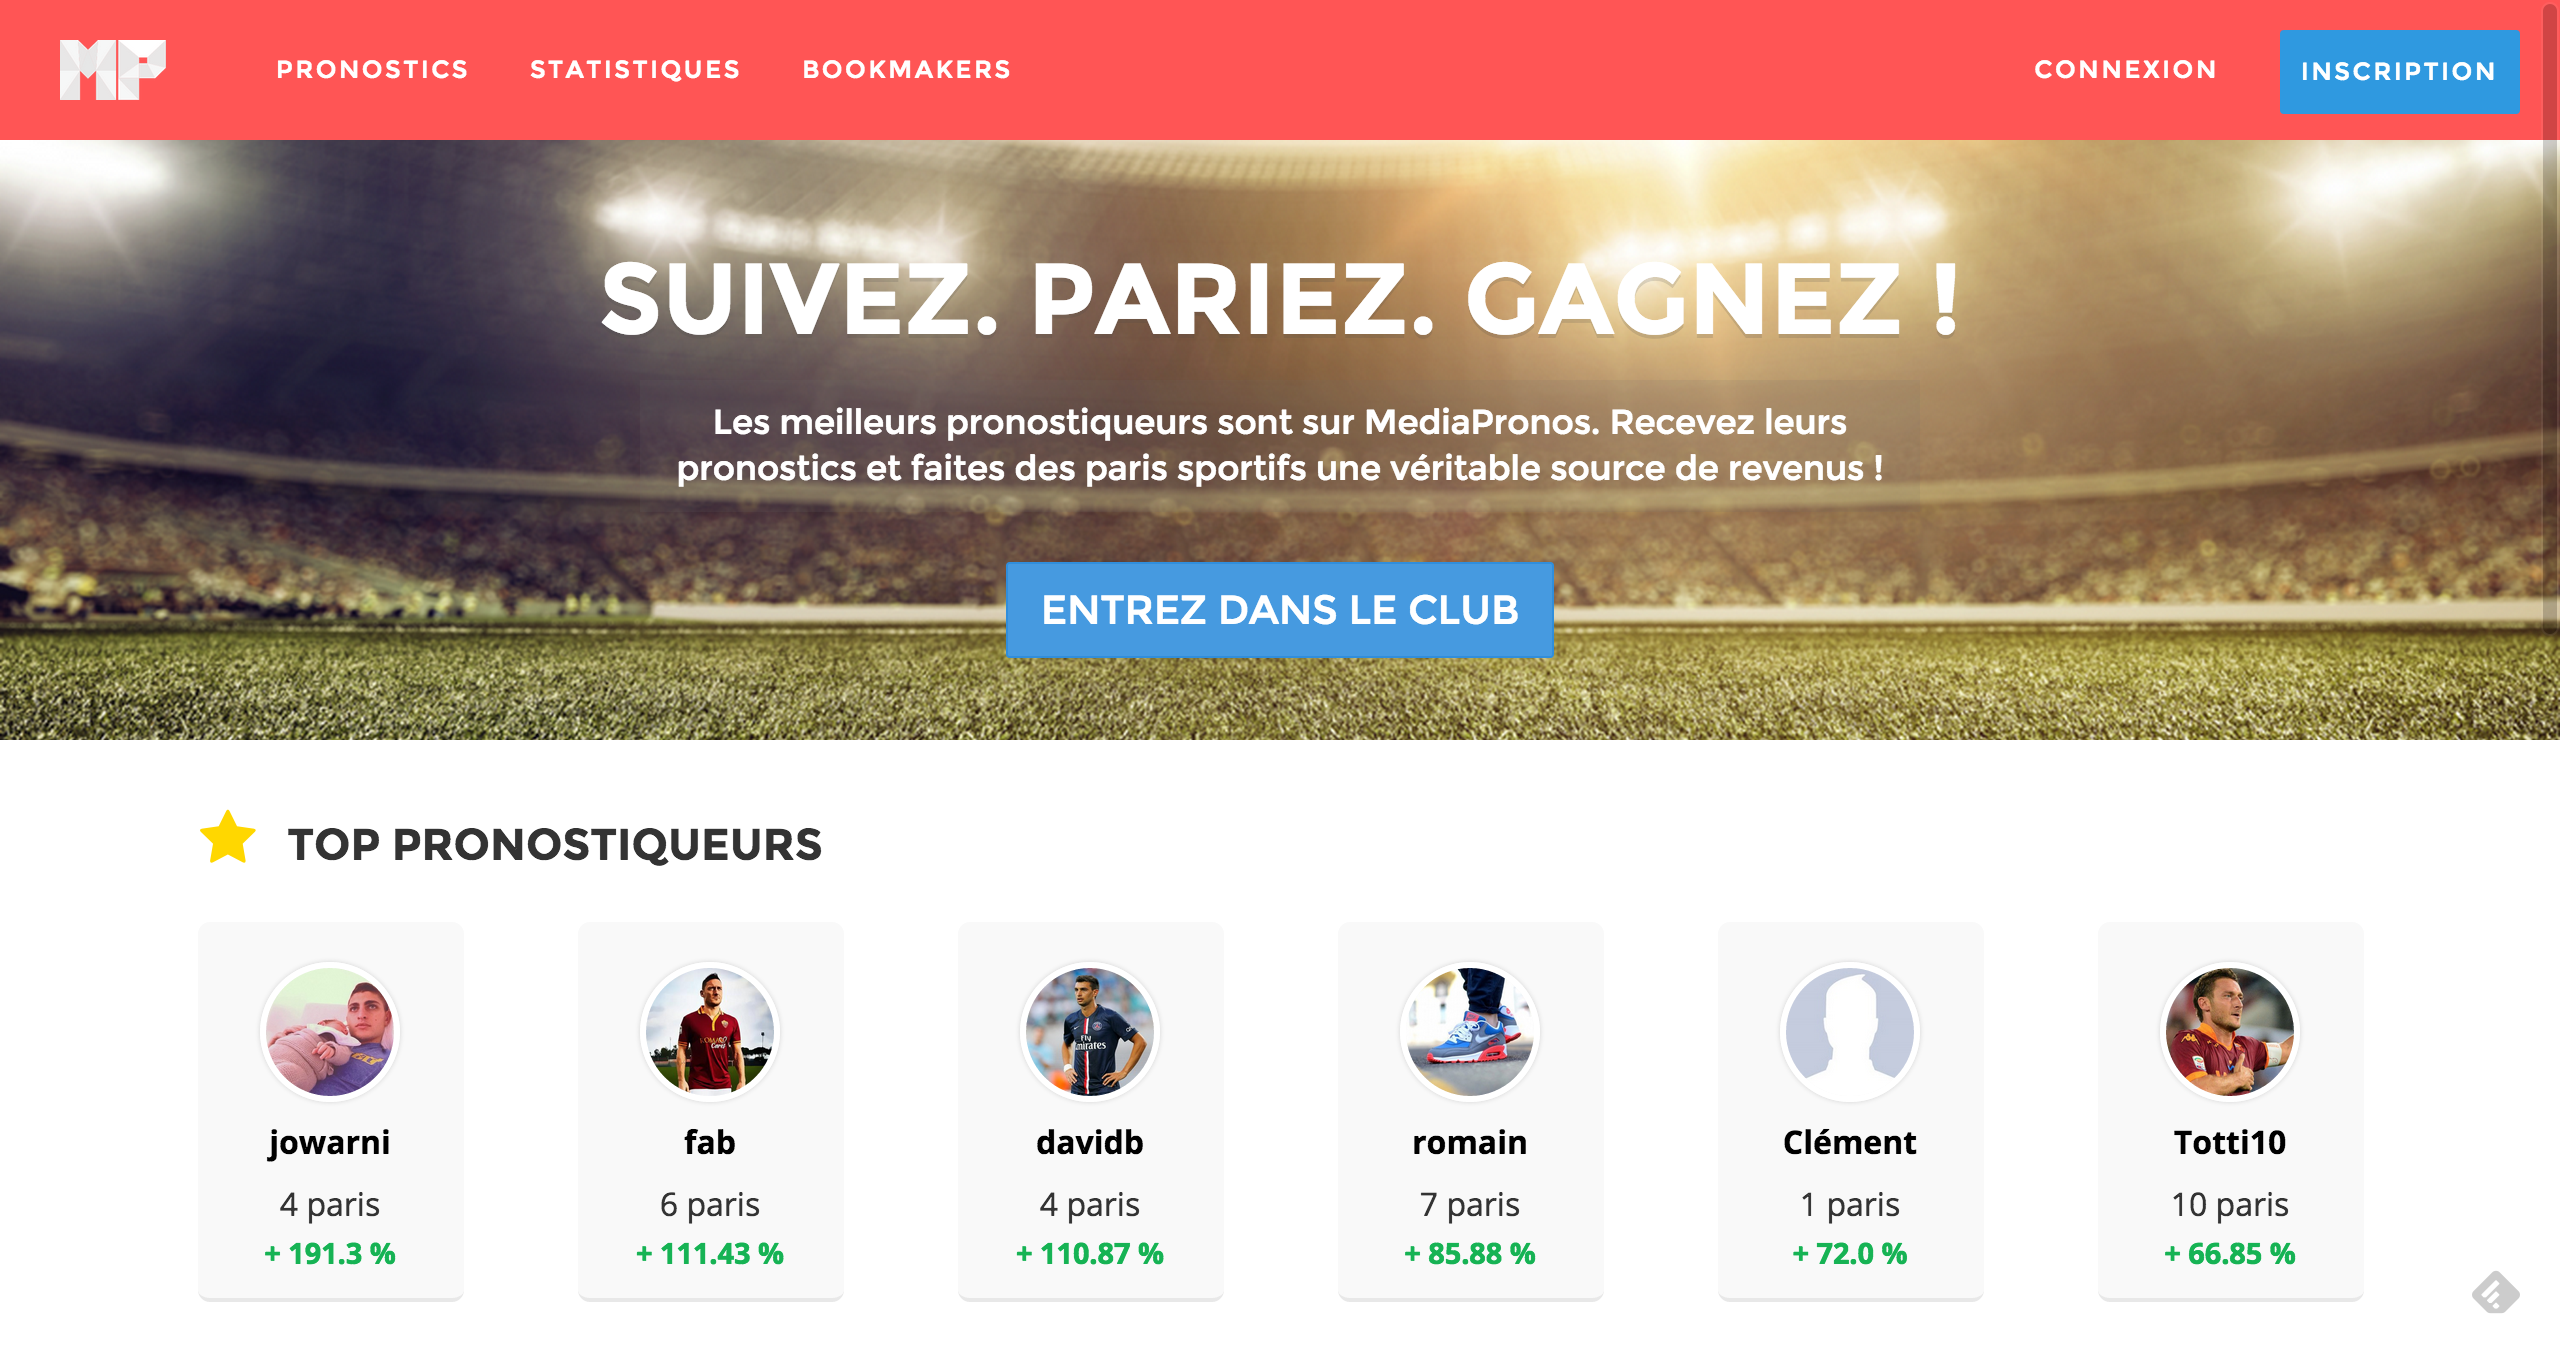 MP
PRONOSTICS STATISTIQUES BOOKMAKERS CONNEXION INSCRIPTION
SUIVEZ. PARIEZ. GAGNEZ !
Les meilleurs pronostiqueurs sont sur MediaPronos. Recevez leurs
pronostics et faites des paris sportifs une véritable source de revenus !
ENTREZ DANS LE CLUB
TOP PRONOSTIQUEURS
jowarni
4 paris
+ 191.3 %
fab
6 paris
+ 111.43 %
Fly
Emirates
davidb
4 paris
+ 110.87 %
romain
7 paris
+ 85.88 %
Clément
1 paris
+ 72.0 %
Totti10
10 paris
+ 66.85 %